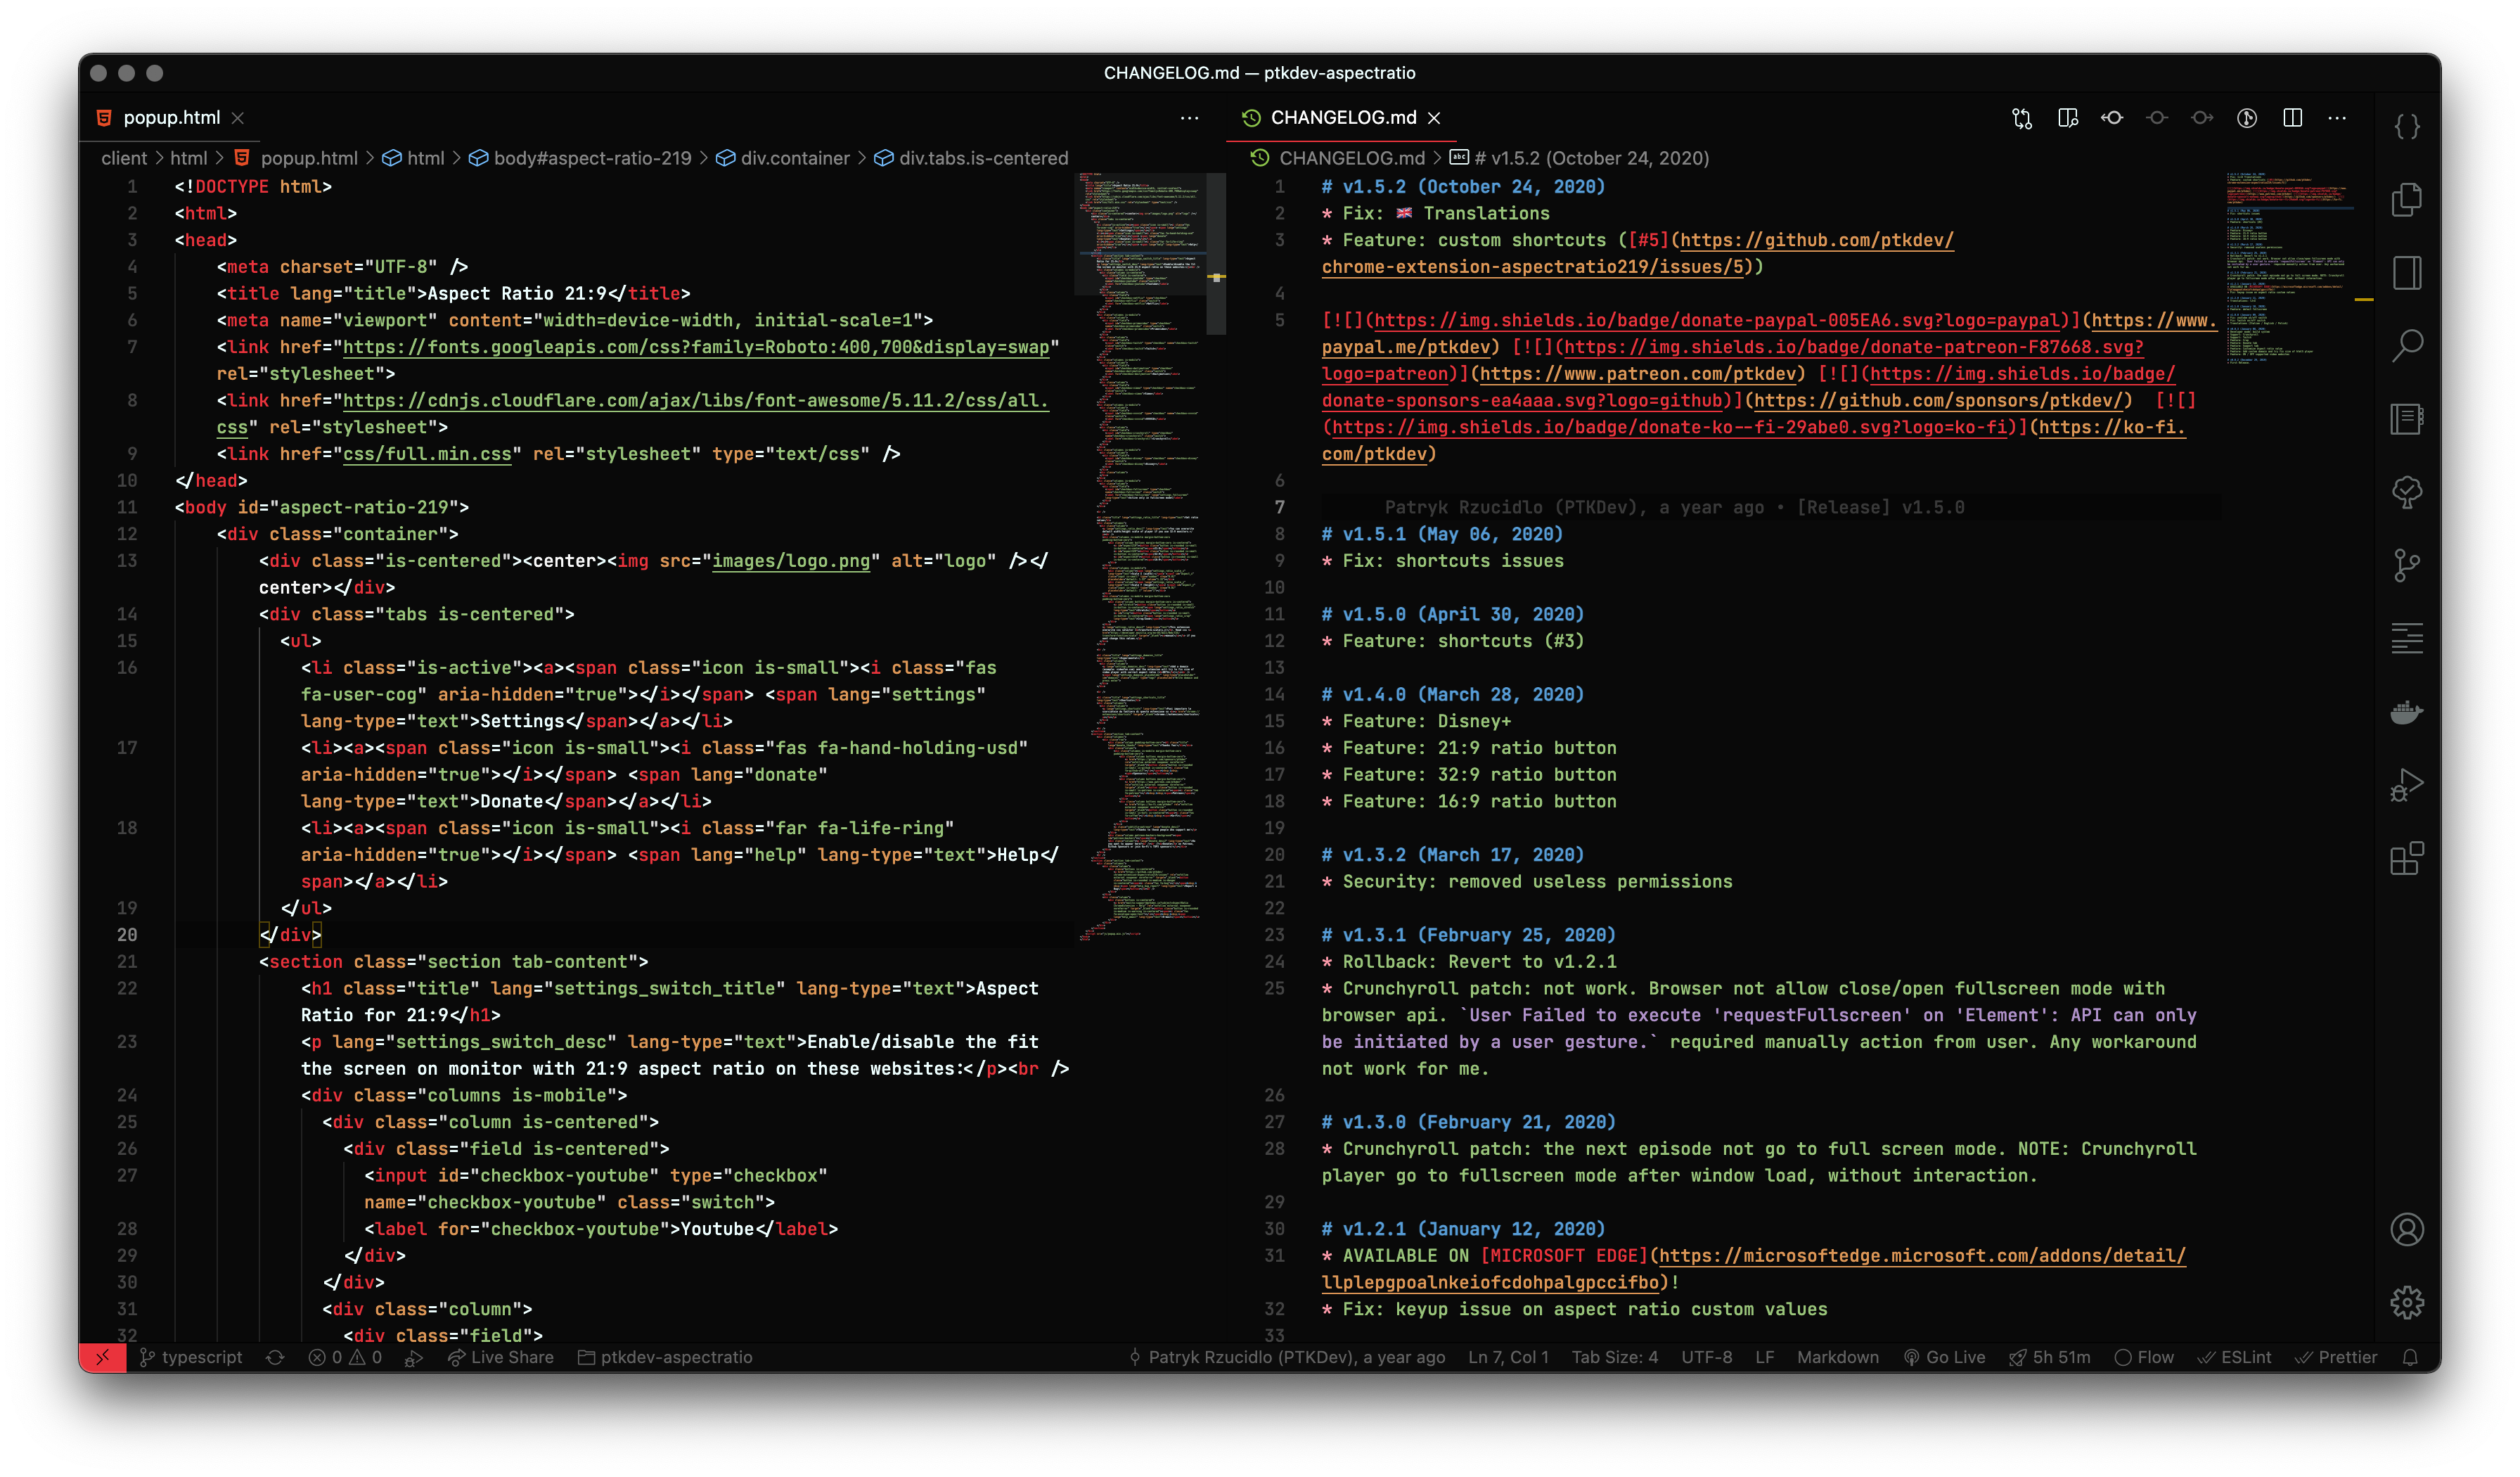 CHANGELOG.md — ptkdev-aspectratio
popup.html
client > html > popup.html > html > body#aspect-ratio-219 > div.container > div.tabs.is-centered
1 <!DOCTYPE html>
2 <html>
3 <head>
4 <meta charset="UTF-8" />
5 <title lang="title">Aspect Ratio 21:9</title>
6 <meta name="viewport" content="width=device-width, initial-scale=1">
7 <link href="https://fonts.googleapis.com/css?family=Roboto:400,700&display=swap"
rel="stylesheet">
8 <link href="https://cdnjs.cloudflare.com/ajax/libs/font-awesome/5.11.2/css/all.
css" rel="stylesheet">
9 <link href="css/full.min.css" rel="stylesheet" type="text/css" />
10 </head>
11 <body id="aspect-ratio-219">
12 <div class="container">
13 <div class="is-centered"><center><img src="images/logo.png" alt="logo" /></
center></div>
14 <div class="tabs is-centered">
15 <ul>
16 <li class="is-active"><a><span class="icon is-small"><i class="fas
fa-user-cog" aria-hidden="true"></i></span> <span lang="settings"
lang-type="text">Settings</span></a></li>
17 <li><a><span class="icon is-small"><i class="fas fa-hand-holding-usd"
aria-hidden="true"></i></span> <span lang="donate"
lang-type="text">Donate</span></a></li>
18 <li><a><span class="icon is-small"><i class="far fa-life-ring"
aria-hidden="true"></i></span> <span lang="help" lang-type="text">Help</
span></a></li>
19 </ul>
20 </div>
21 <section class="section tab-content">
22 <h1 class="title" lang="settings_switch_title" lang-type="text">Aspect
Ratio for 21:9</h1>
23 <p lang="settings_switch_desc" lang-type="text">Enable/disable the fit
the screen on monitor with 21:9 aspect ratio on these websites:</p><br />
24 <div class="columns is-mobile">
25 <div class="column is-centered">
26 <div class="field is-centered">
27 <input id="checkbox-youtube" type="checkbox"
name="checkbox-youtube" class="switch">
28 <label for="checkbox-youtube">Youtube</label>
29 </div>
30 </div>
31 <div class="column">
32 <div class="field">
CHANGELOG.md
CHANGELOG.md > # v1.5.2 (October 24, 2020)
1 # v1.5.2 (October 24, 2020)
2 * Fix: 🇬🇧 Translations
3 * Feature: custom shortcuts ([#5](https://github.com/ptkdev/
chrome-extension-aspectratio219/issues/5))
4
5 [![](https://img.shields.io/badge/donate-paypal-005EA6.svg?logo=paypal)](https://www.
paypal.me/ptkdev) [![](https://img.shields.io/badge/donate-patreon-F87668.svg?
logo=patreon)](https://www.patreon.com/ptkdev) [![](https://img.shields.io/badge/
donate-sponsors-ea4aaa.svg?logo=github)](https://github.com/sponsors/ptkdev/) [![]
(https://img.shields.io/badge/donate-ko--fi-29abe0.svg?logo=ko-fi)](https://ko-fi.
com/ptkdev)
6
7 Patryk Rzucidlo (PTKDev), a year ago • [Release] v1.5.0
8 # v1.5.1 (May 06, 2020)
9 * Fix: shortcuts issues
10
11 # v1.5.0 (April 30, 2020)
12 * Feature: shortcuts (#3)
13
14 # v1.4.0 (March 28, 2020)
15 * Feature: Disney+
16 * Feature: 21:9 ratio button
17 * Feature: 32:9 ratio button
18 * Feature: 16:9 ratio button
19
20 # v1.3.2 (March 17, 2020)
21 * Security: removed useless permissions
22
23 # v1.3.1 (February 25, 2020)
24 * Rollback: Revert to v1.2.1
25 * Crunchyroll patch: not work. Browser not allow close/open fullscreen mode with
browser api. `User Failed to execute 'requestFullscreen' on 'Element': API can only
be initiated by a user gesture.` required manually action from user. Any workaround
not work for me.
26
27 # v1.3.0 (February 21, 2020)
28 * Crunchyroll patch: the next episode not go to full screen mode. NOTE: Crunchyroll
player go to fullscreen mode after window load, without interaction.
29
30 # v1.2.1 (January 12, 2020)
31 * AVAILABLE ON [MICROSOFT EDGE](https://microsoftedge.microsoft.com/addons/detail/
llplepgpoalnkeiofcdohpalgpccifbo)!
32 * Fix: keyup issue on aspect ratio custom values
33
typescript 0 0 Live Share ptkdev-aspectratio Patryk Rzucidlo (PTKDev), a year ago Ln 7, Col 1 Tab Size: 4 UTF-8 LF Markdown Go Live 5h 51m Flow ESLint Prettier